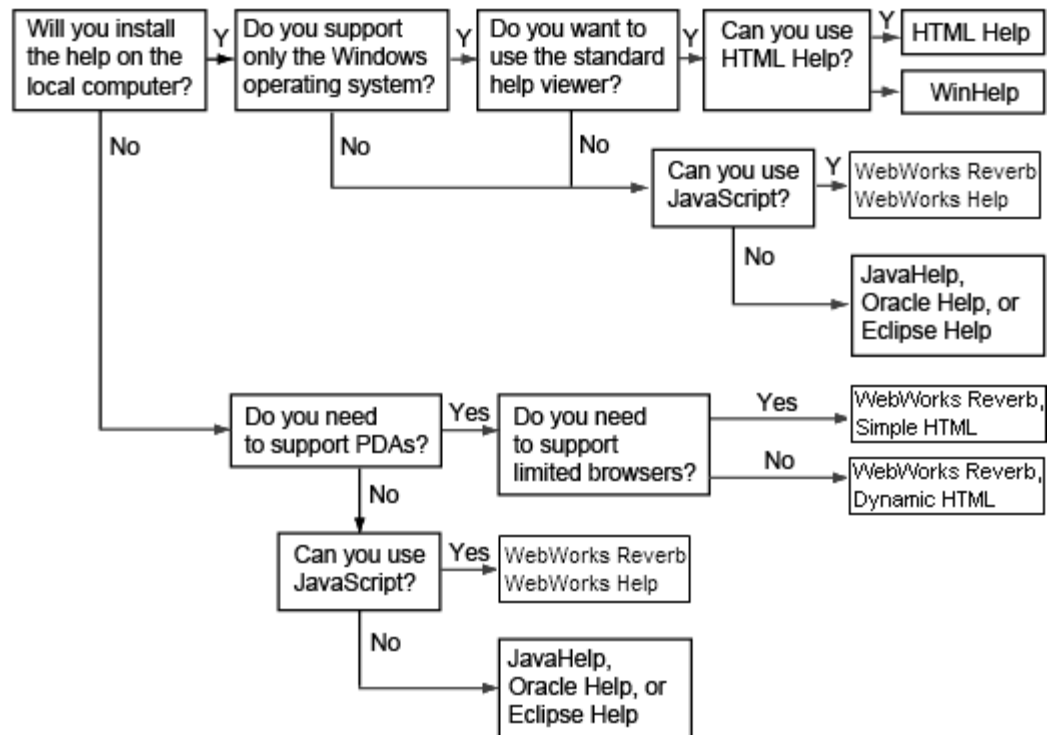 Will you install
the help on the
local computer?
Y
Do you support
only the Windows
operating system?
Y
Do you want to
use the standard
help viewer?
Y
Can you use
HTML Help?
Y
HTML Help
WinHelp
No
No
No
Can you use
JavaScript?
Y
WebWorks Reverb
WebWorks Help
No
JavaHelp,
Oracle Help, or
Eclipse Help
Do you need
to support PDAs?
Yes
Do you need
to support
limited browsers?
Yes
WebWorks Reverb,
Simple HTML
No
WebWorks Reverb,
Dynamic HTML
No
Can you use
JavaScript?
Yes
WebWorks Reverb
WebWorks Help
No
JavaHelp,
Oracle Help, or
Eclipse Help